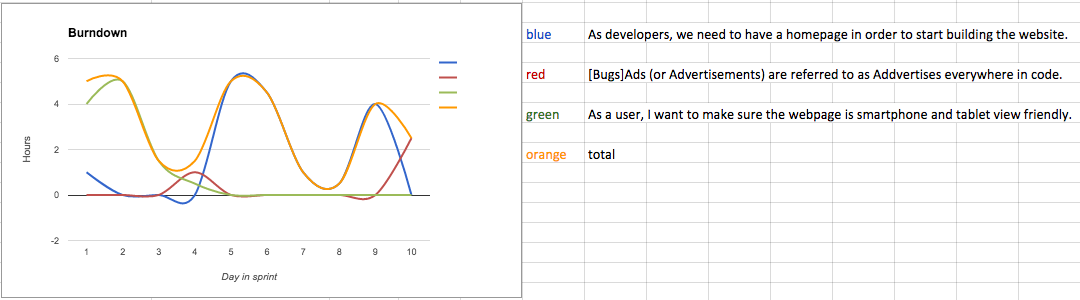 Burndown
6
4
2
0
-2
Hours
1 2 3 4 5 6 7 8 9 10
Day in sprint
blue As developers, we need to have a homepage in order to start building the website.
red [Bugs]Ads (or Advertisements) are referred to as Addvertises everywhere in code.
green As a user, I want to make sure the webpage is smartphone and tablet view friendly.
orange total